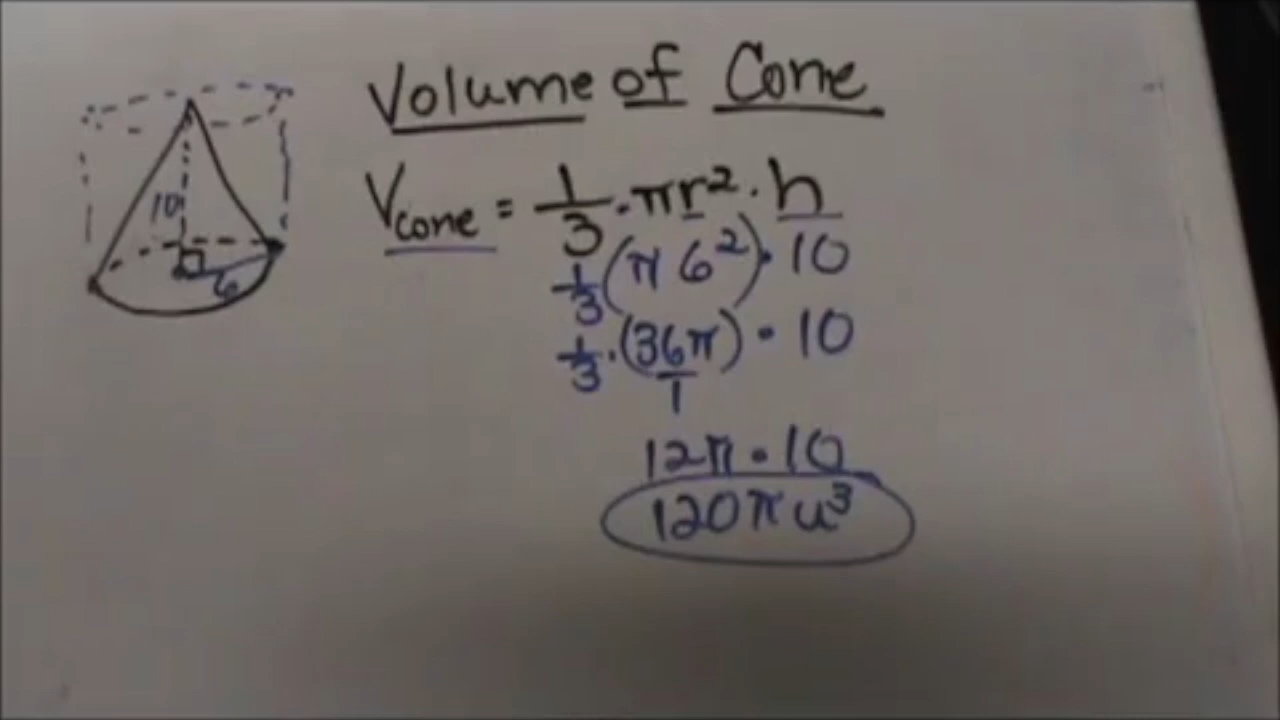 Volume of Cone
10
6
Vcone = 1/3 · πr² · h
1/3 (π 6²) · 10
1/3 · (36π)/1 · 10
12π · 10
120π u³